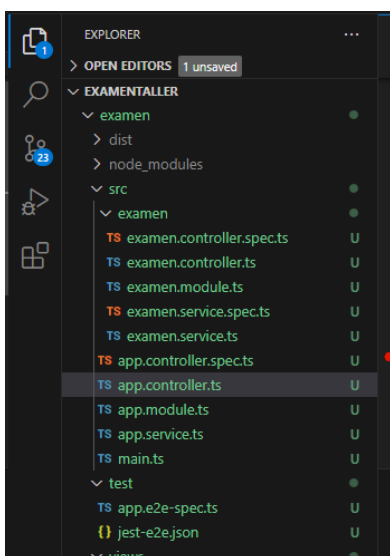 EXPLORER ...
1
> OPEN EDITORS 1 unsaved
EXAMENTALLER
examen
> dist
23
> node_modules
src
examen
TS examen.controller.spec.ts U
TS examen.controller.ts U
TS examen.module.ts U
TS examen.service.spec.ts U
TS examen.service.ts U
TS app.controller.spec.ts U
TS app.controller.ts U
TS app.module.ts U
TS app.service.ts U
TS main.ts U
test
TS app.e2e-spec.ts U
{} jest-e2e.json U
views